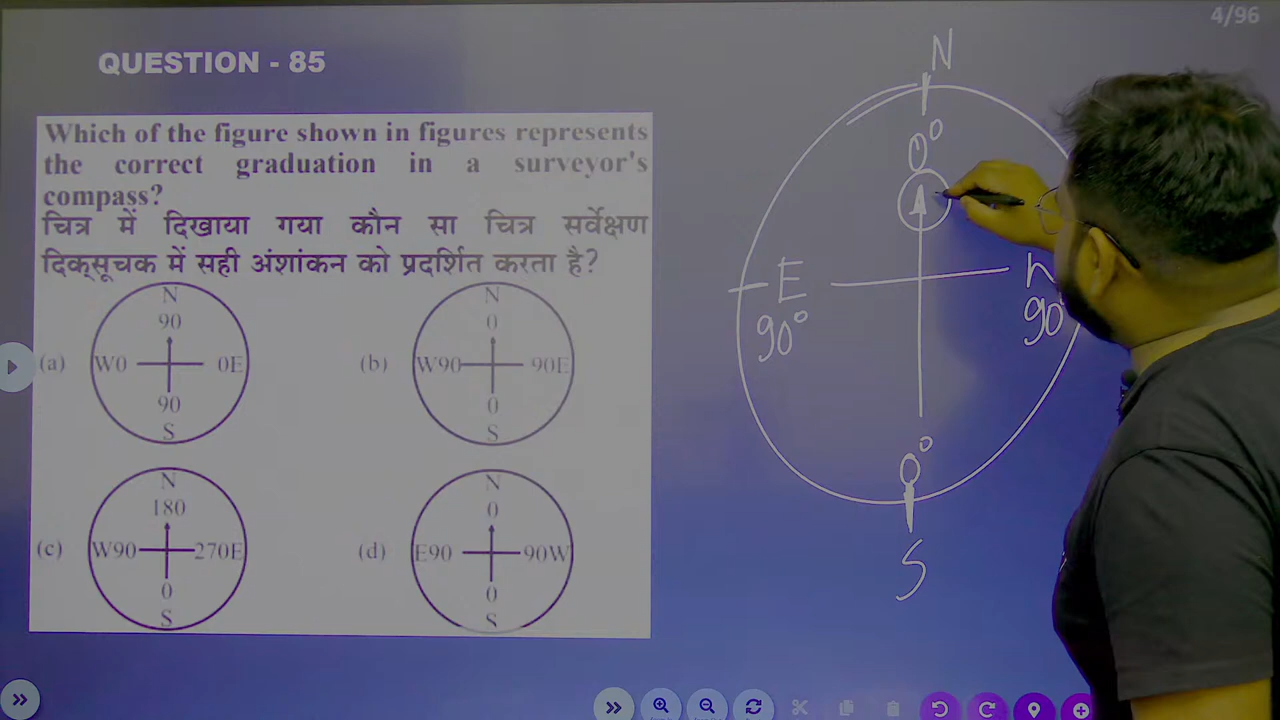 4/96
QUESTION - 85
Which of the figure shown in figures represents
the correct graduation in a surveyor's
compass?
चित्र में दिखाया गया कौन सा चित्र सर्वेक्षण
दिक्सूचक में सही अंशांकन को प्रदर्शित करता है?
(a)
N
90
W0 0E
90
S
(b)
N
0
W90 90E
0
S
(c)
N
180
W90 270E
0
S
(d)
N
0
E90 90W
0
S
N
0°
E
90° 90°
0°
S